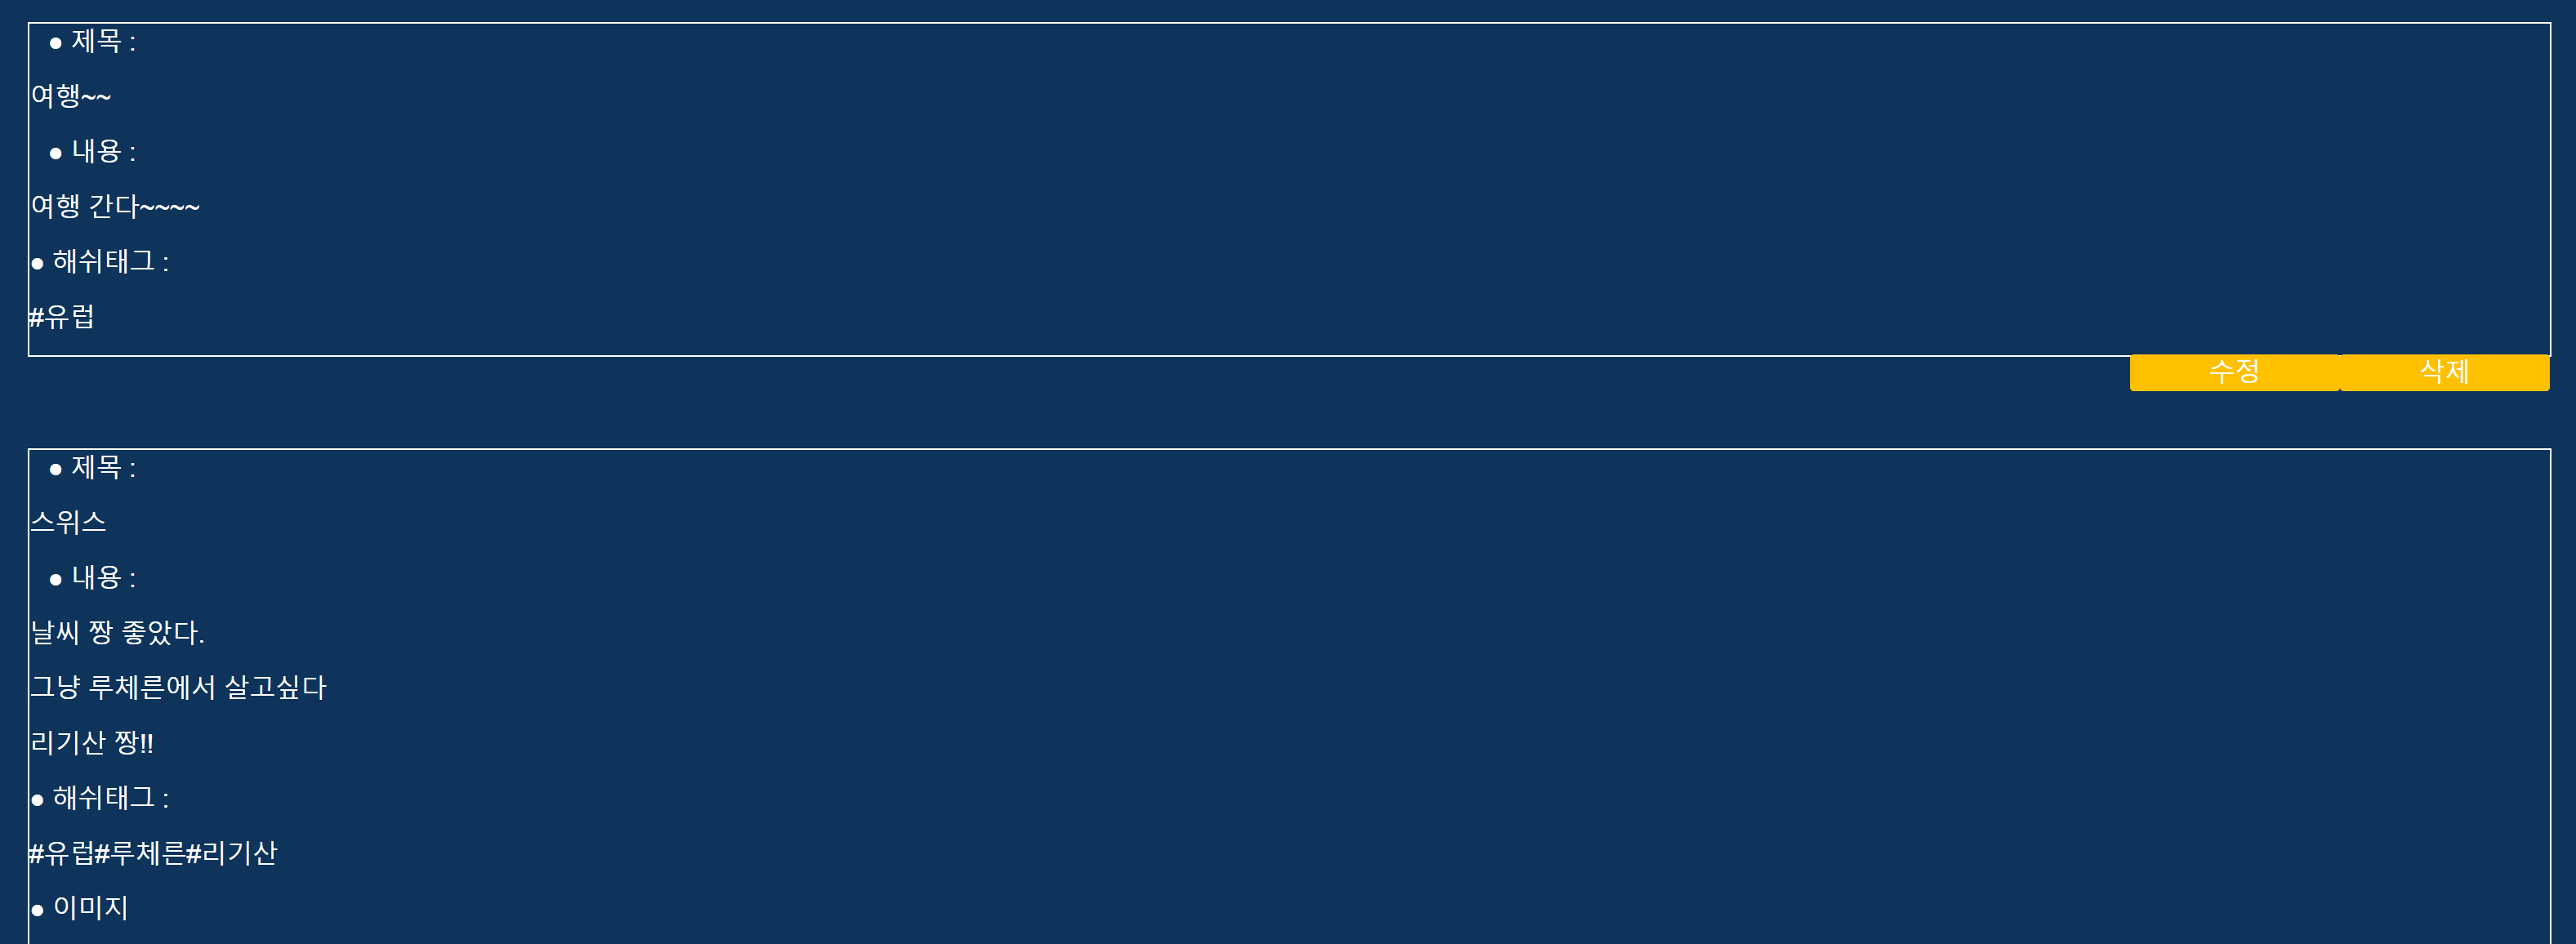 ● 제목 :
여행~~
● 내용 :
여행 간다~~~~
● 해쉬태그 :
#유럽
수정 삭제
● 제목 :
스위스
● 내용 :
날씨 짱 좋았다.
그냥 루체른에서 살고싶다
리기산 짱!!
● 해쉬태그 :
#유럽#루체른#리기산
● 이미지